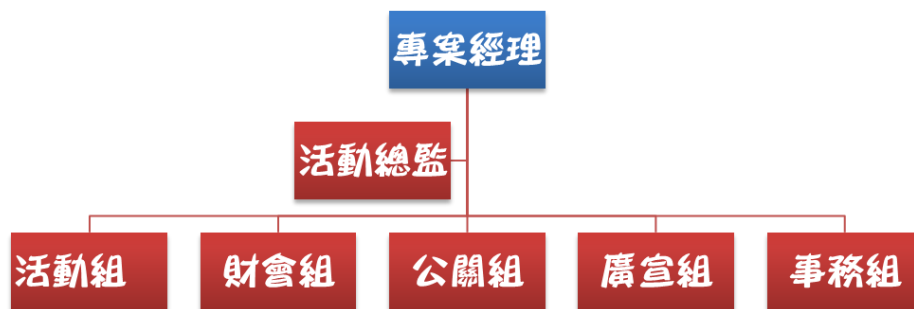 專案經理
活動總監
活動組
財會組
公關組
廣宣組
事務組